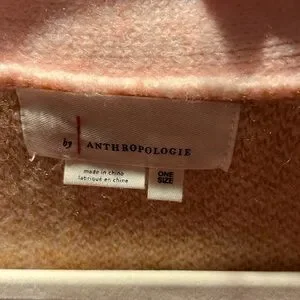 by | ANTHROPOLOGIE
made in china
fabriqué en chine
ONE
SIZE